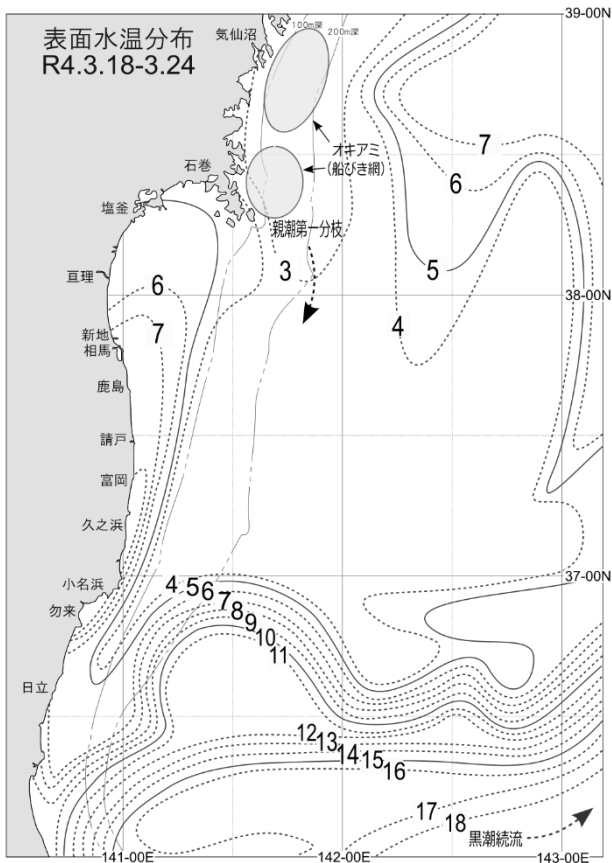 表面水温分布
R4.3.18-3.24
気仙沼
100m深
200m深
39-00N
オキアミ
(船びき網)
石巻
塩釜
7
6
親潮第一分枝
3
5
亘理
6
38-00N
4
7
新地
相馬
鹿島
請戸
富岡
久之浜
小名浜
37-00N
勿来
4
5
6
7
8
9
10
11
日立
12
13
14
15
16
17
18
黒潮続流
141-00E
142-00E
143-00E